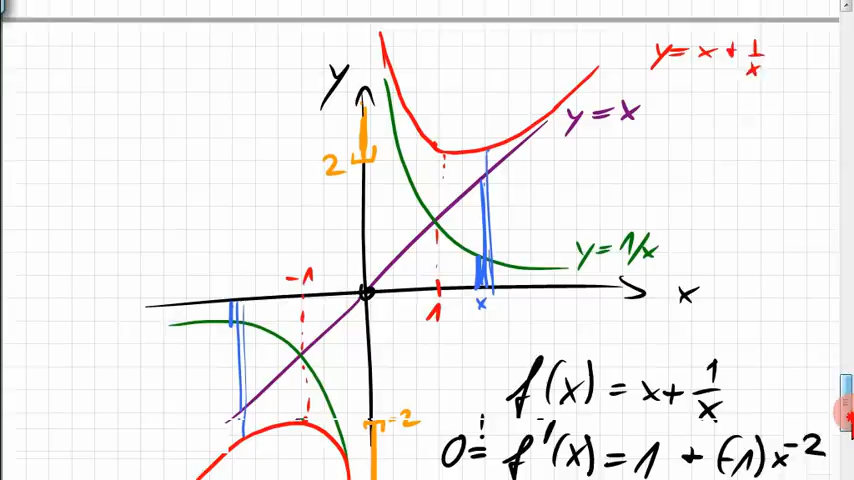 y = x + 1/x
y
y = x
2
y = 1/x
-1
x
1
x
f(x) = x + 1/x
-2
!
0 = f'(x) = 1 + (-1)x⁻²